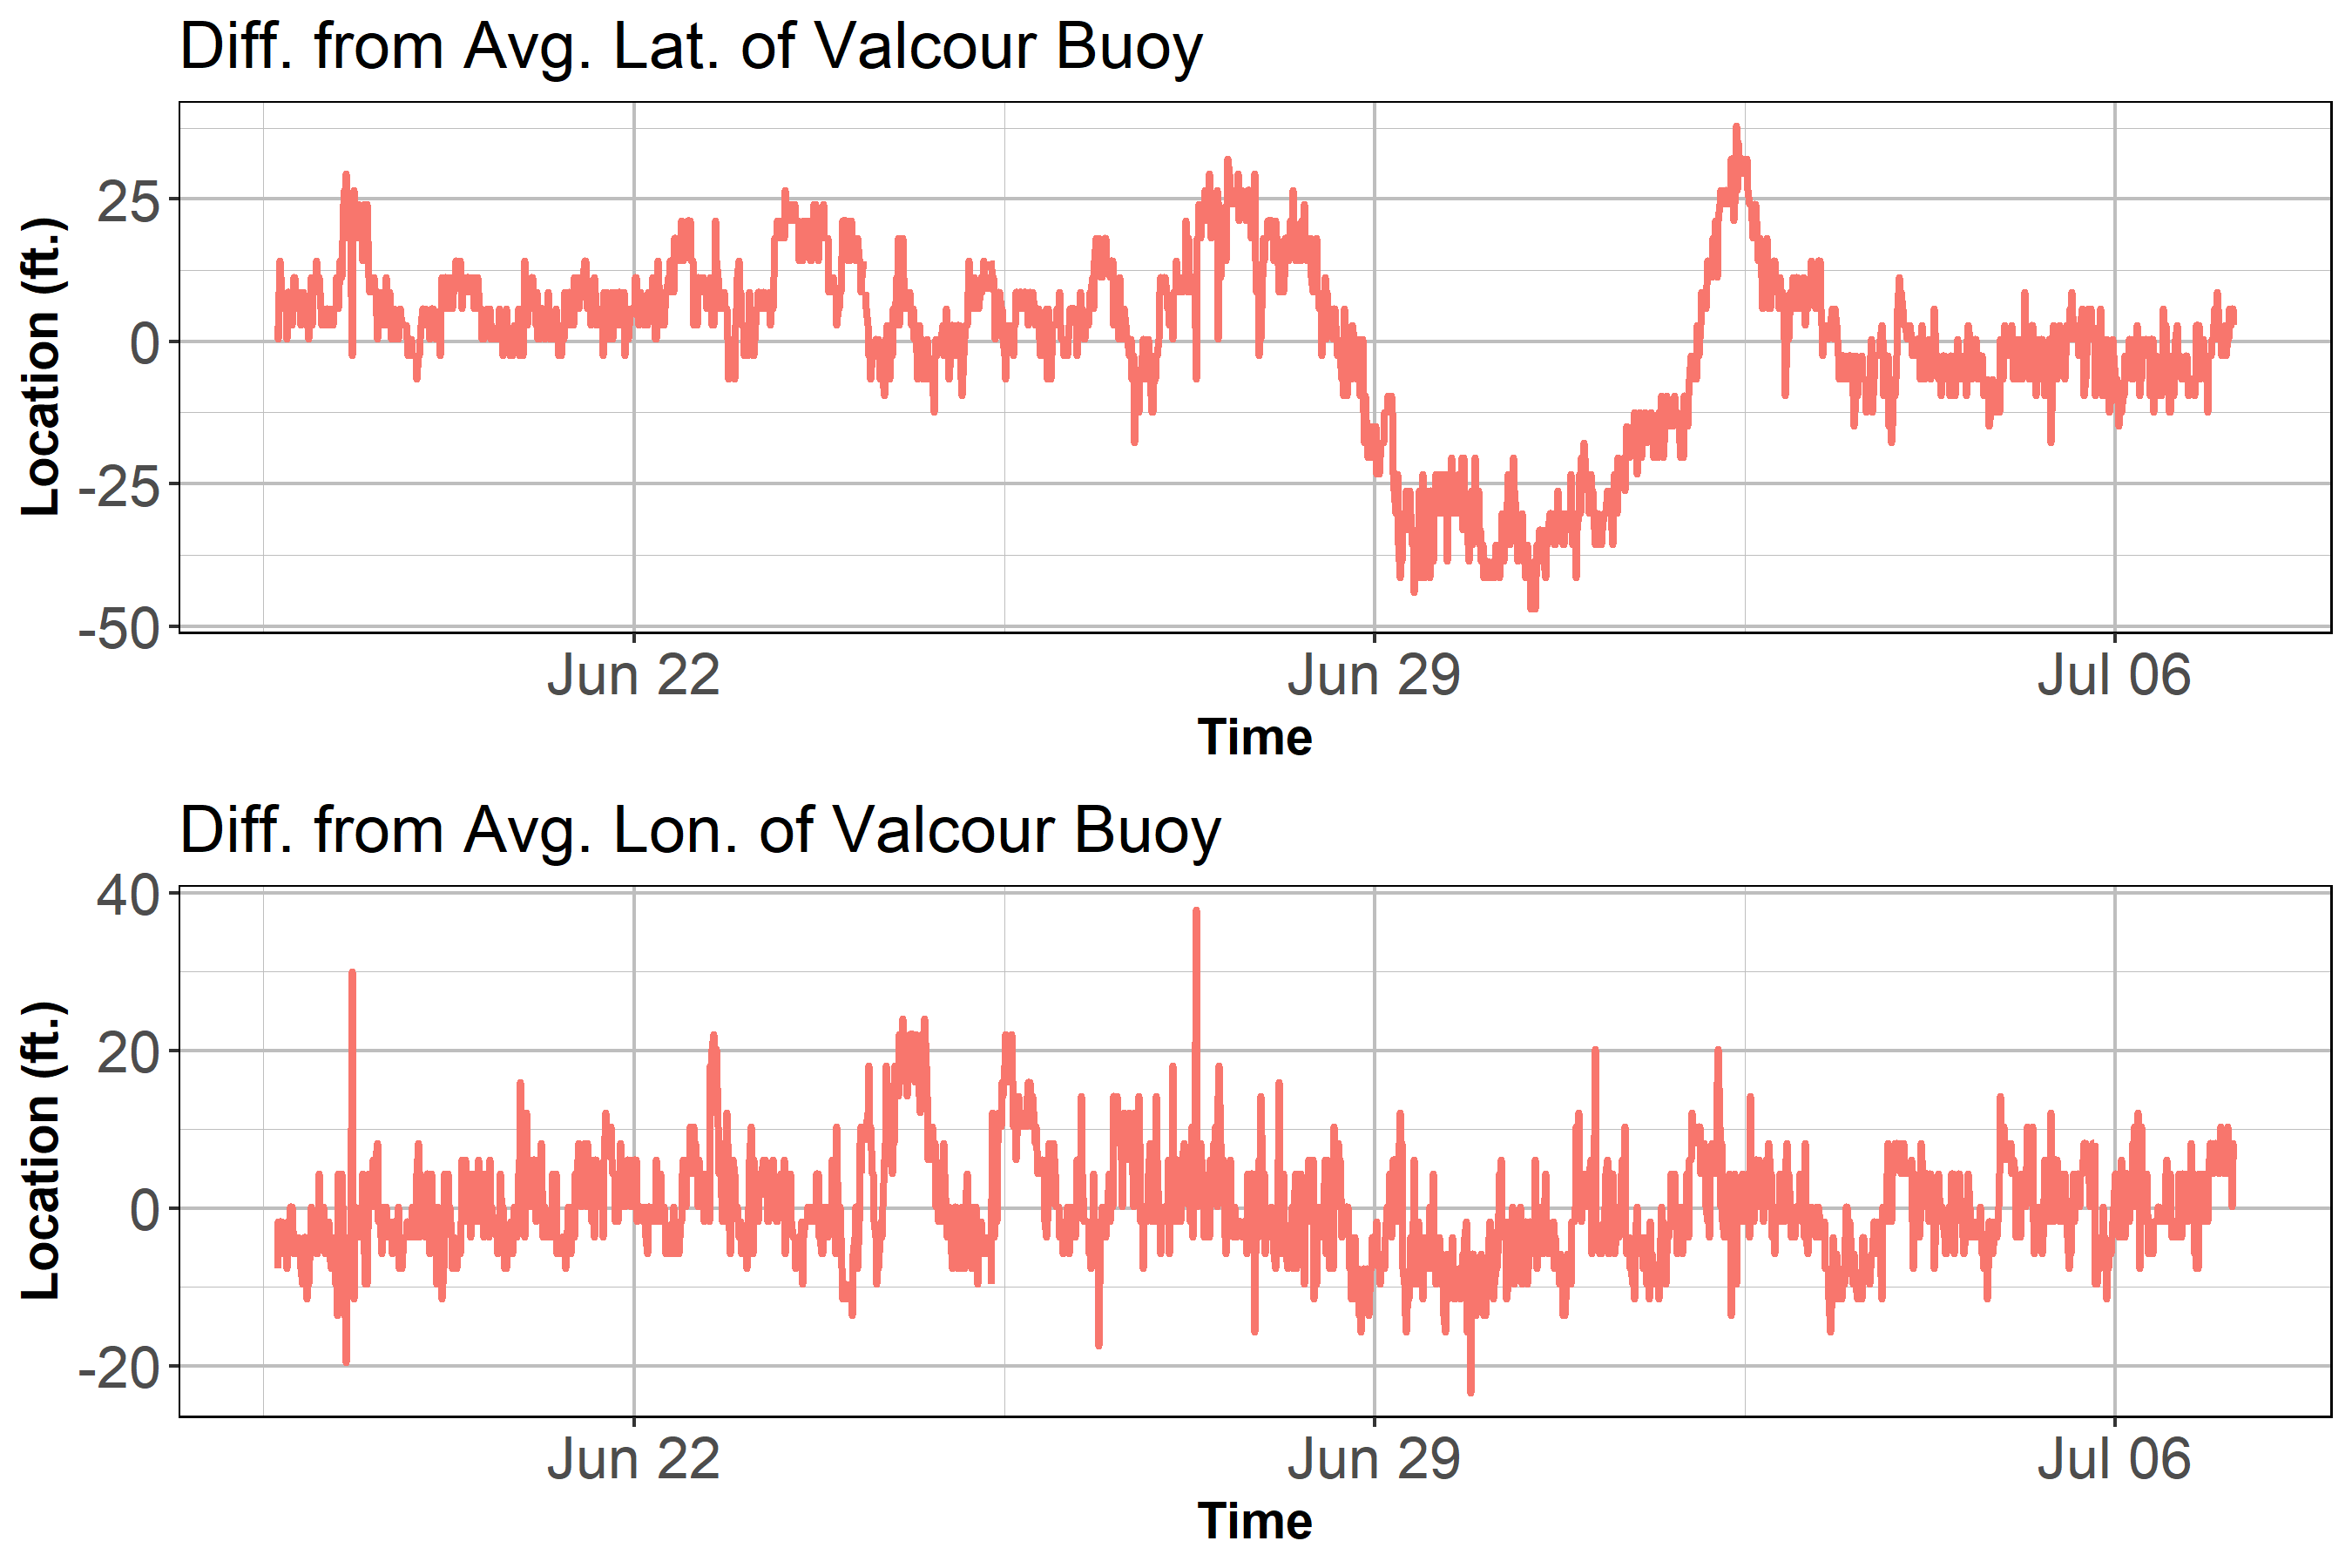 Diff. from Avg. Lat. of Valcour Buoy
Location (ft.)
25
0
-25
-50
Jun 22 Jun 29 Jul 06
Time
Diff. from Avg. Lon. of Valcour Buoy
Location (ft.)
40
20
0
-20
Jun 22 Jun 29 Jul 06
Time